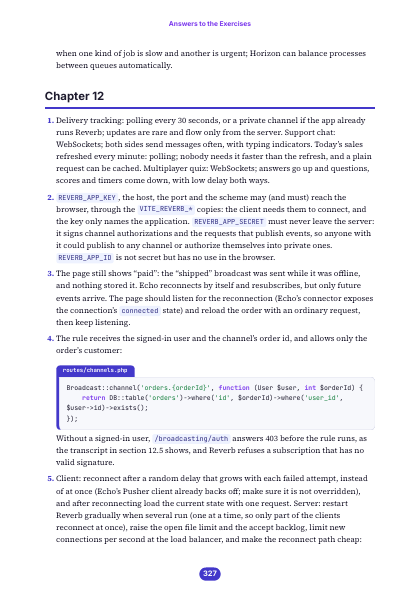 Answers to the Exercises
when one kind of job is slow and another is urgent; Horizon can balance processes
between queues automatically.
Chapter 12
1. Delivery tracking: polling every 30 seconds, or a private channel if the app already
runs Reverb; updates are rare and flow only from the server. Support chat:
WebSockets; both sides send messages often, with typing indicators. Today's sales
refreshed every minute: polling; nobody needs it faster than the refresh, and a plain
request can be cached. Multiplayer quiz: WebSockets; answers go up and questions,
scores and timers come down, with low delay both ways.
2. REVERB_APP_KEY, the host, the port and the scheme may (and must) reach the
browser, through the VITE_REVERB_* copies: the client needs them to connect, and
the key only names the application. REVERB_APP_SECRET must never leave the server:
it signs channel authorizations and the requests that publish events, so anyone with
it could publish to any channel or authorize themselves into private ones.
REVERB_APP_ID is not secret but has no use in the browser.
3. The page still shows “paid”: the “shipped” broadcast was sent while it was offline,
and nothing stored it. Echo reconnects by itself and resubscribes, but only future
events arrive. The page should listen for the reconnection (Echo's connector exposes
the connection's connected state) and reload the order with an ordinary request,
then keep listening.
4. The rule receives the signed-in user and the channel's order id, and allows only the
order's customer:
routes/channels.php
Broadcast::channel('orders.{orderId}', function (User $user, int $orderId) {
return DB::table('orders')->where('id', $orderId)->where('user_id',
$user->id)->exists();
});
Without a signed-in user, /broadcasting/auth answers 403 before the rule runs, as
the transcript in section 12.5 shows, and Reverb refuses a subscription that has no
valid signature.
5. Client: reconnect after a random delay that grows with each failed attempt, instead
of at once (Echo's Pusher client already backs off; make sure it is not overridden),
and after reconnecting load the current state with one request. Server: restart
Reverb gradually when several run (one at a time, so only part of the clients
reconnect at once), raise the open file limit and the accept backlog, limit new
connections per second at the load balancer, and make the reconnect path cheap:
327